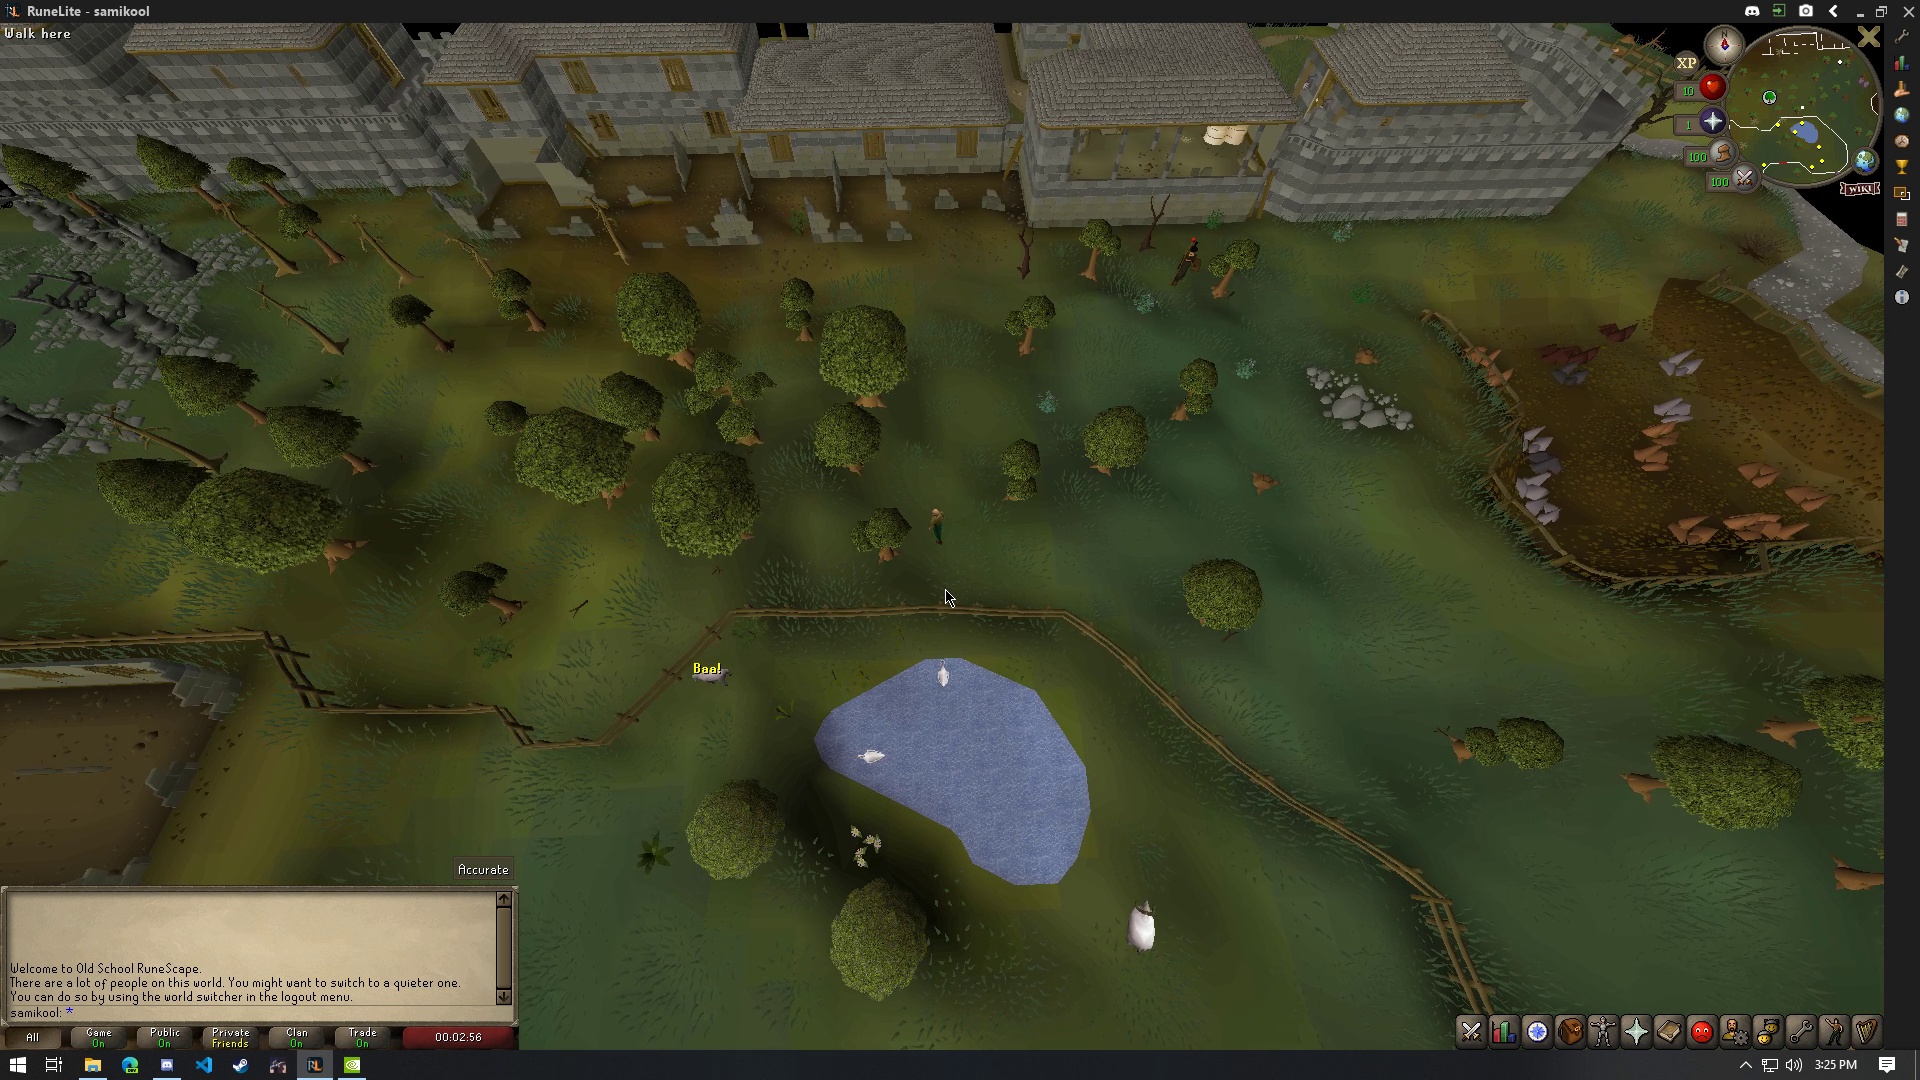 RuneLite - samikool
Walk here
N
XP
10
1
100
100
WIKI
Baa!
Accurate
Welcome to Old School RuneScape.
There are a lot of people on this world. You might want to switch to a quieter one.
You can do so by using the world switcher in the logout menu.
samikool: *
All
Game
On
Public
On
Private
Friends
Clan
On
Trade
On
00:02:56
3:25 PM